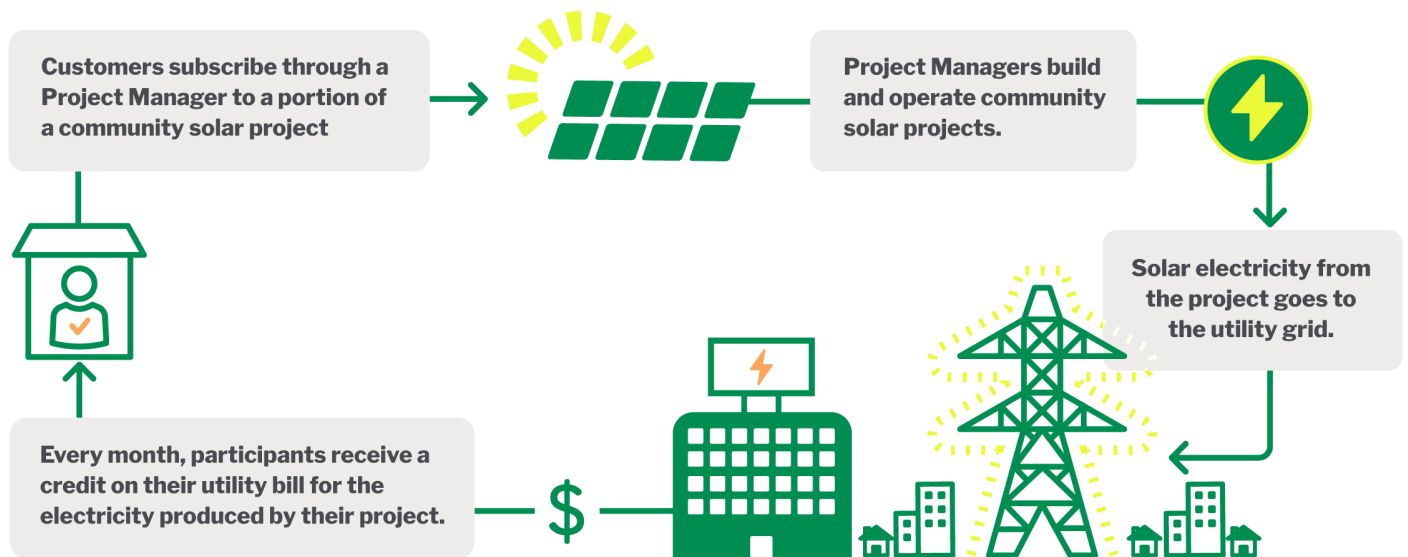 Customers subscribe through a
Project Manager to a portion of
a community solar project
Project Managers build
and operate community
solar projects.
Solar electricity from
the project goes to
the utility grid.
$
Every month, participants receive a
credit on their utility bill for the
electricity produced by their project.